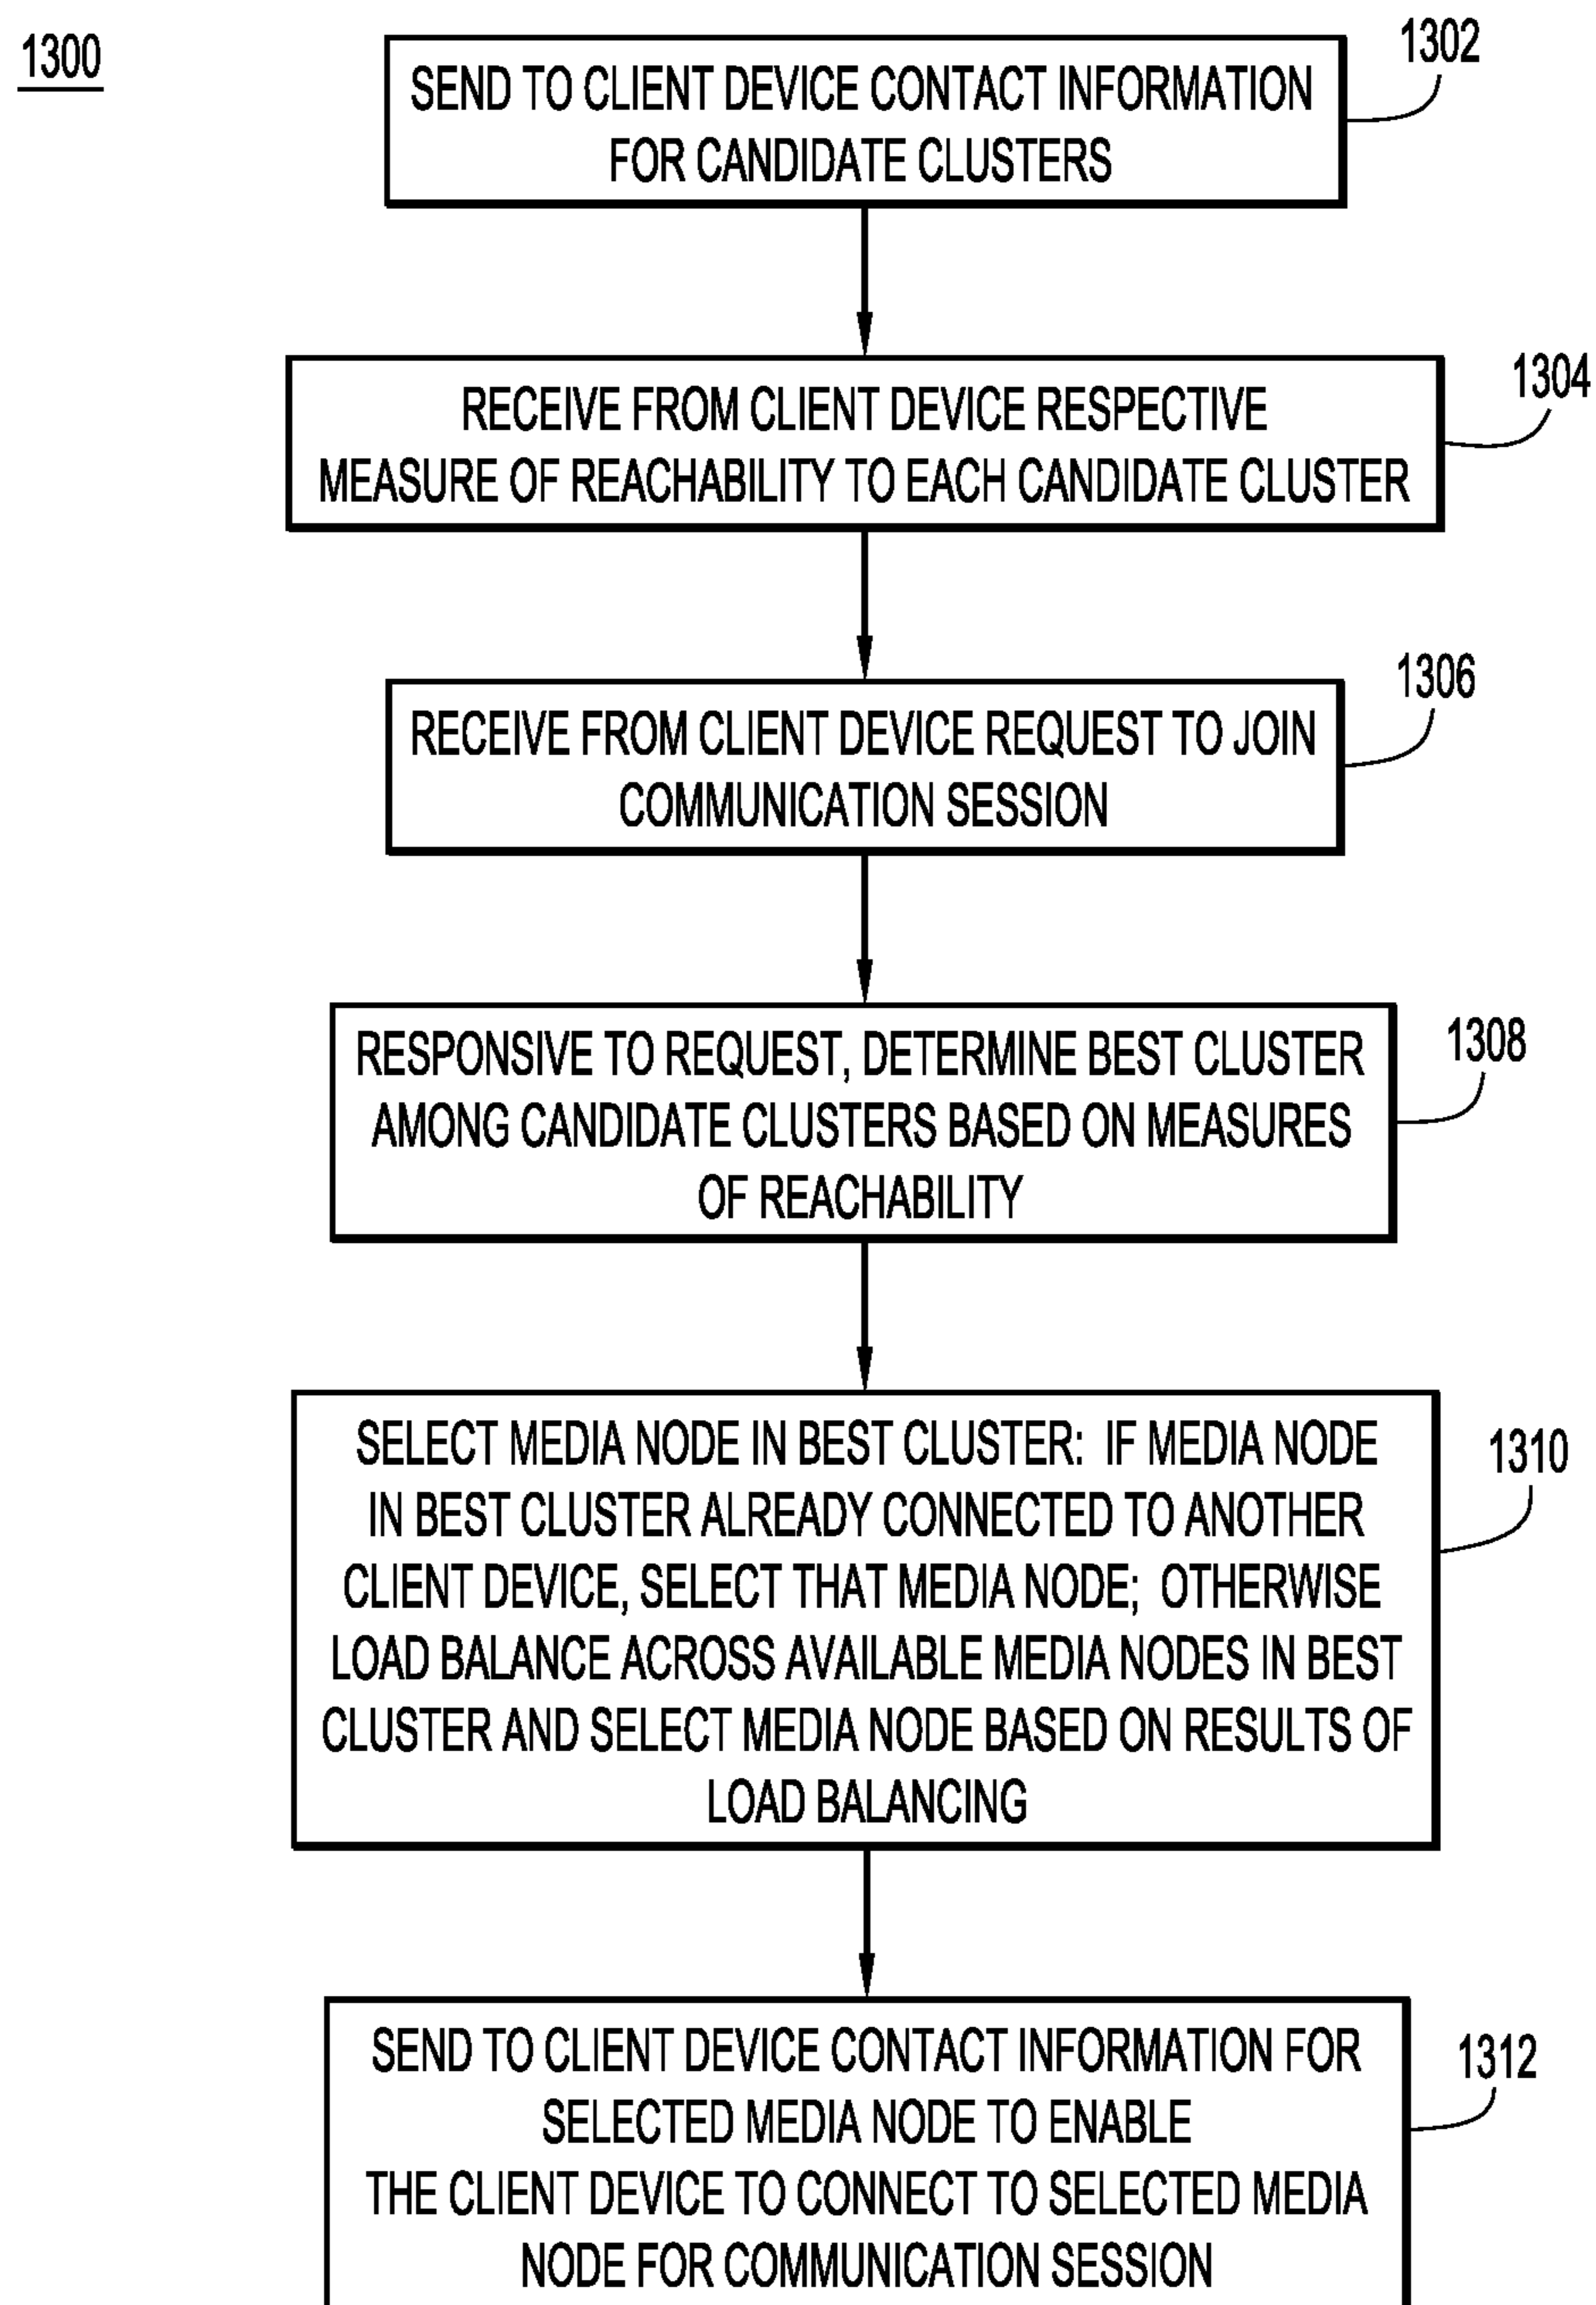 1300
1302
SEND TO CLIENT DEVICE CONTACT INFORMATION
FOR CANDIDATE CLUSTERS
1304
RECEIVE FROM CLIENT DEVICE RESPECTIVE
MEASURE OF REACHABILITY TO EACH CANDIDATE CLUSTER
1306
RECEIVE FROM CLIENT DEVICE REQUEST TO JOIN
COMMUNICATION SESSION
1308
RESPONSIVE TO REQUEST, DETERMINE BEST CLUSTER
AMONG CANDIDATE CLUSTERS BASED ON MEASURES
OF REACHABILITY
1310
SELECT MEDIA NODE IN BEST CLUSTER: IF MEDIA NODE
IN BEST CLUSTER ALREADY CONNECTED TO ANOTHER
CLIENT DEVICE, SELECT THAT MEDIA NODE; OTHERWISE
LOAD BALANCE ACROSS AVAILABLE MEDIA NODES IN BEST
CLUSTER AND SELECT MEDIA NODE BASED ON RESULTS OF
LOAD BALANCING
1312
SEND TO CLIENT DEVICE CONTACT INFORMATION FOR
SELECTED MEDIA NODE TO ENABLE
THE CLIENT DEVICE TO CONNECT TO SELECTED MEDIA
NODE FOR COMMUNICATION SESSION